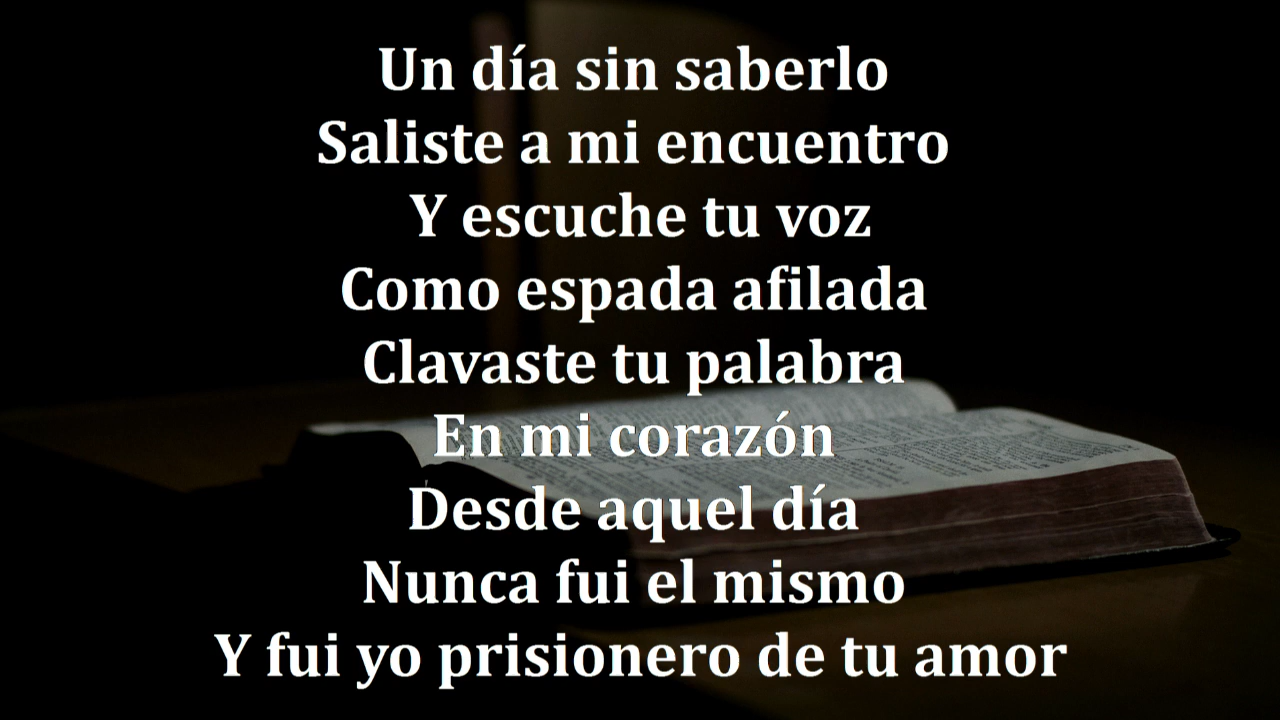 Un día sin saberlo
Saliste a mi encuentro
Y escuche tu voz
Como espada afilada
Clavaste tu palabra
En mi corazón
Desde aquel día
Nunca fui el mismo
Y fui yo prisionero de tu amor